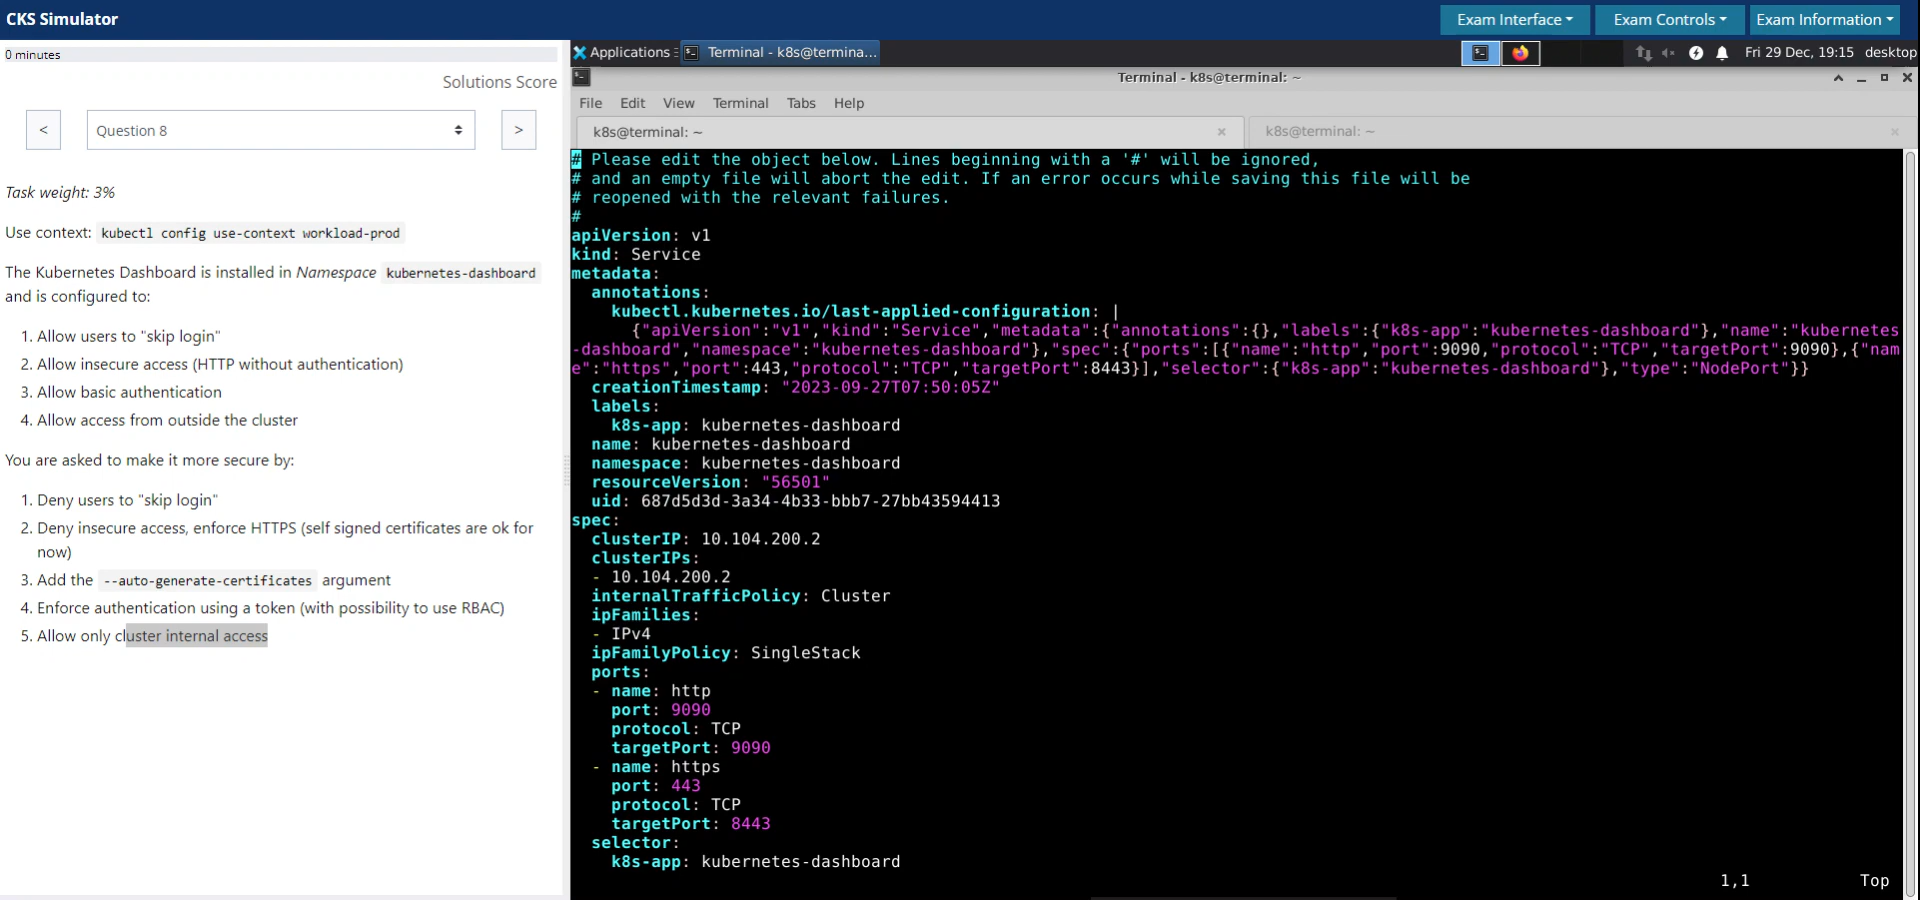 CKS Simulator
Exam Interface
Exam Controls
Exam Information
0 minutes
Solutions Score
<
Question 8
>
Task weight: 3%
Use context: kubectl config use-context workload-prod
The Kubernetes Dashboard is installed in Namespace kubernetes-dashboard
and is configured to:
1. Allow users to "skip login"
2. Allow insecure access (HTTP without authentication)
3. Allow basic authentication
4. Allow access from outside the cluster
You are asked to make it more secure by:
1. Deny users to "skip login"
2. Deny insecure access, enforce HTTPS (self signed certificates are ok for
now)
3. Add the --auto-generate-certificates argument
4. Enforce authentication using a token (with possibility to use RBAC)
5. Allow only cluster internal access
Applications
Terminal - k8s@termina...
Fri 29 Dec, 19:15
desktop
Terminal - k8s@terminal: ~
File Edit View Terminal Tabs Help
k8s@terminal: ~
k8s@terminal: ~
# Please edit the object below. Lines beginning with a '#' will be ignored,
# and an empty file will abort the edit. If an error occurs while saving this file will be
# reopened with the relevant failures.
#
apiVersion: v1
kind: Service
metadata:
  annotations:
    kubectl.kubernetes.io/last-applied-configuration: |
      {"apiVersion":"v1","kind":"Service","metadata":{"annotations":{},"labels":{"k8s-app":"kubernetes-dashboard"},"name":"kubernetes
-dashboard","namespace":"kubernetes-dashboard"},"spec":{"ports":[{"name":"http","port":9090,"protocol":"TCP","targetPort":9090},{"nam
e":"https","port":443,"protocol":"TCP","targetPort":8443}],"selector":{"k8s-app":"kubernetes-dashboard"},"type":"NodePort"}}
  creationTimestamp: "2023-09-27T07:50:05Z"
  labels:
    k8s-app: kubernetes-dashboard
  name: kubernetes-dashboard
  namespace: kubernetes-dashboard
  resourceVersion: "56501"
  uid: 687d5d3d-3a34-4b33-bbb7-27bb43594413
spec:
  clusterIP: 10.104.200.2
  clusterIPs:
  - 10.104.200.2
  internalTrafficPolicy: Cluster
  ipFamilies:
  - IPv4
  ipFamilyPolicy: SingleStack
  ports:
  - name: http
    port: 9090
    protocol: TCP
    targetPort: 9090
  - name: https
    port: 443
    protocol: TCP
    targetPort: 8443
  selector:
    k8s-app: kubernetes-dashboard
1,1 Top